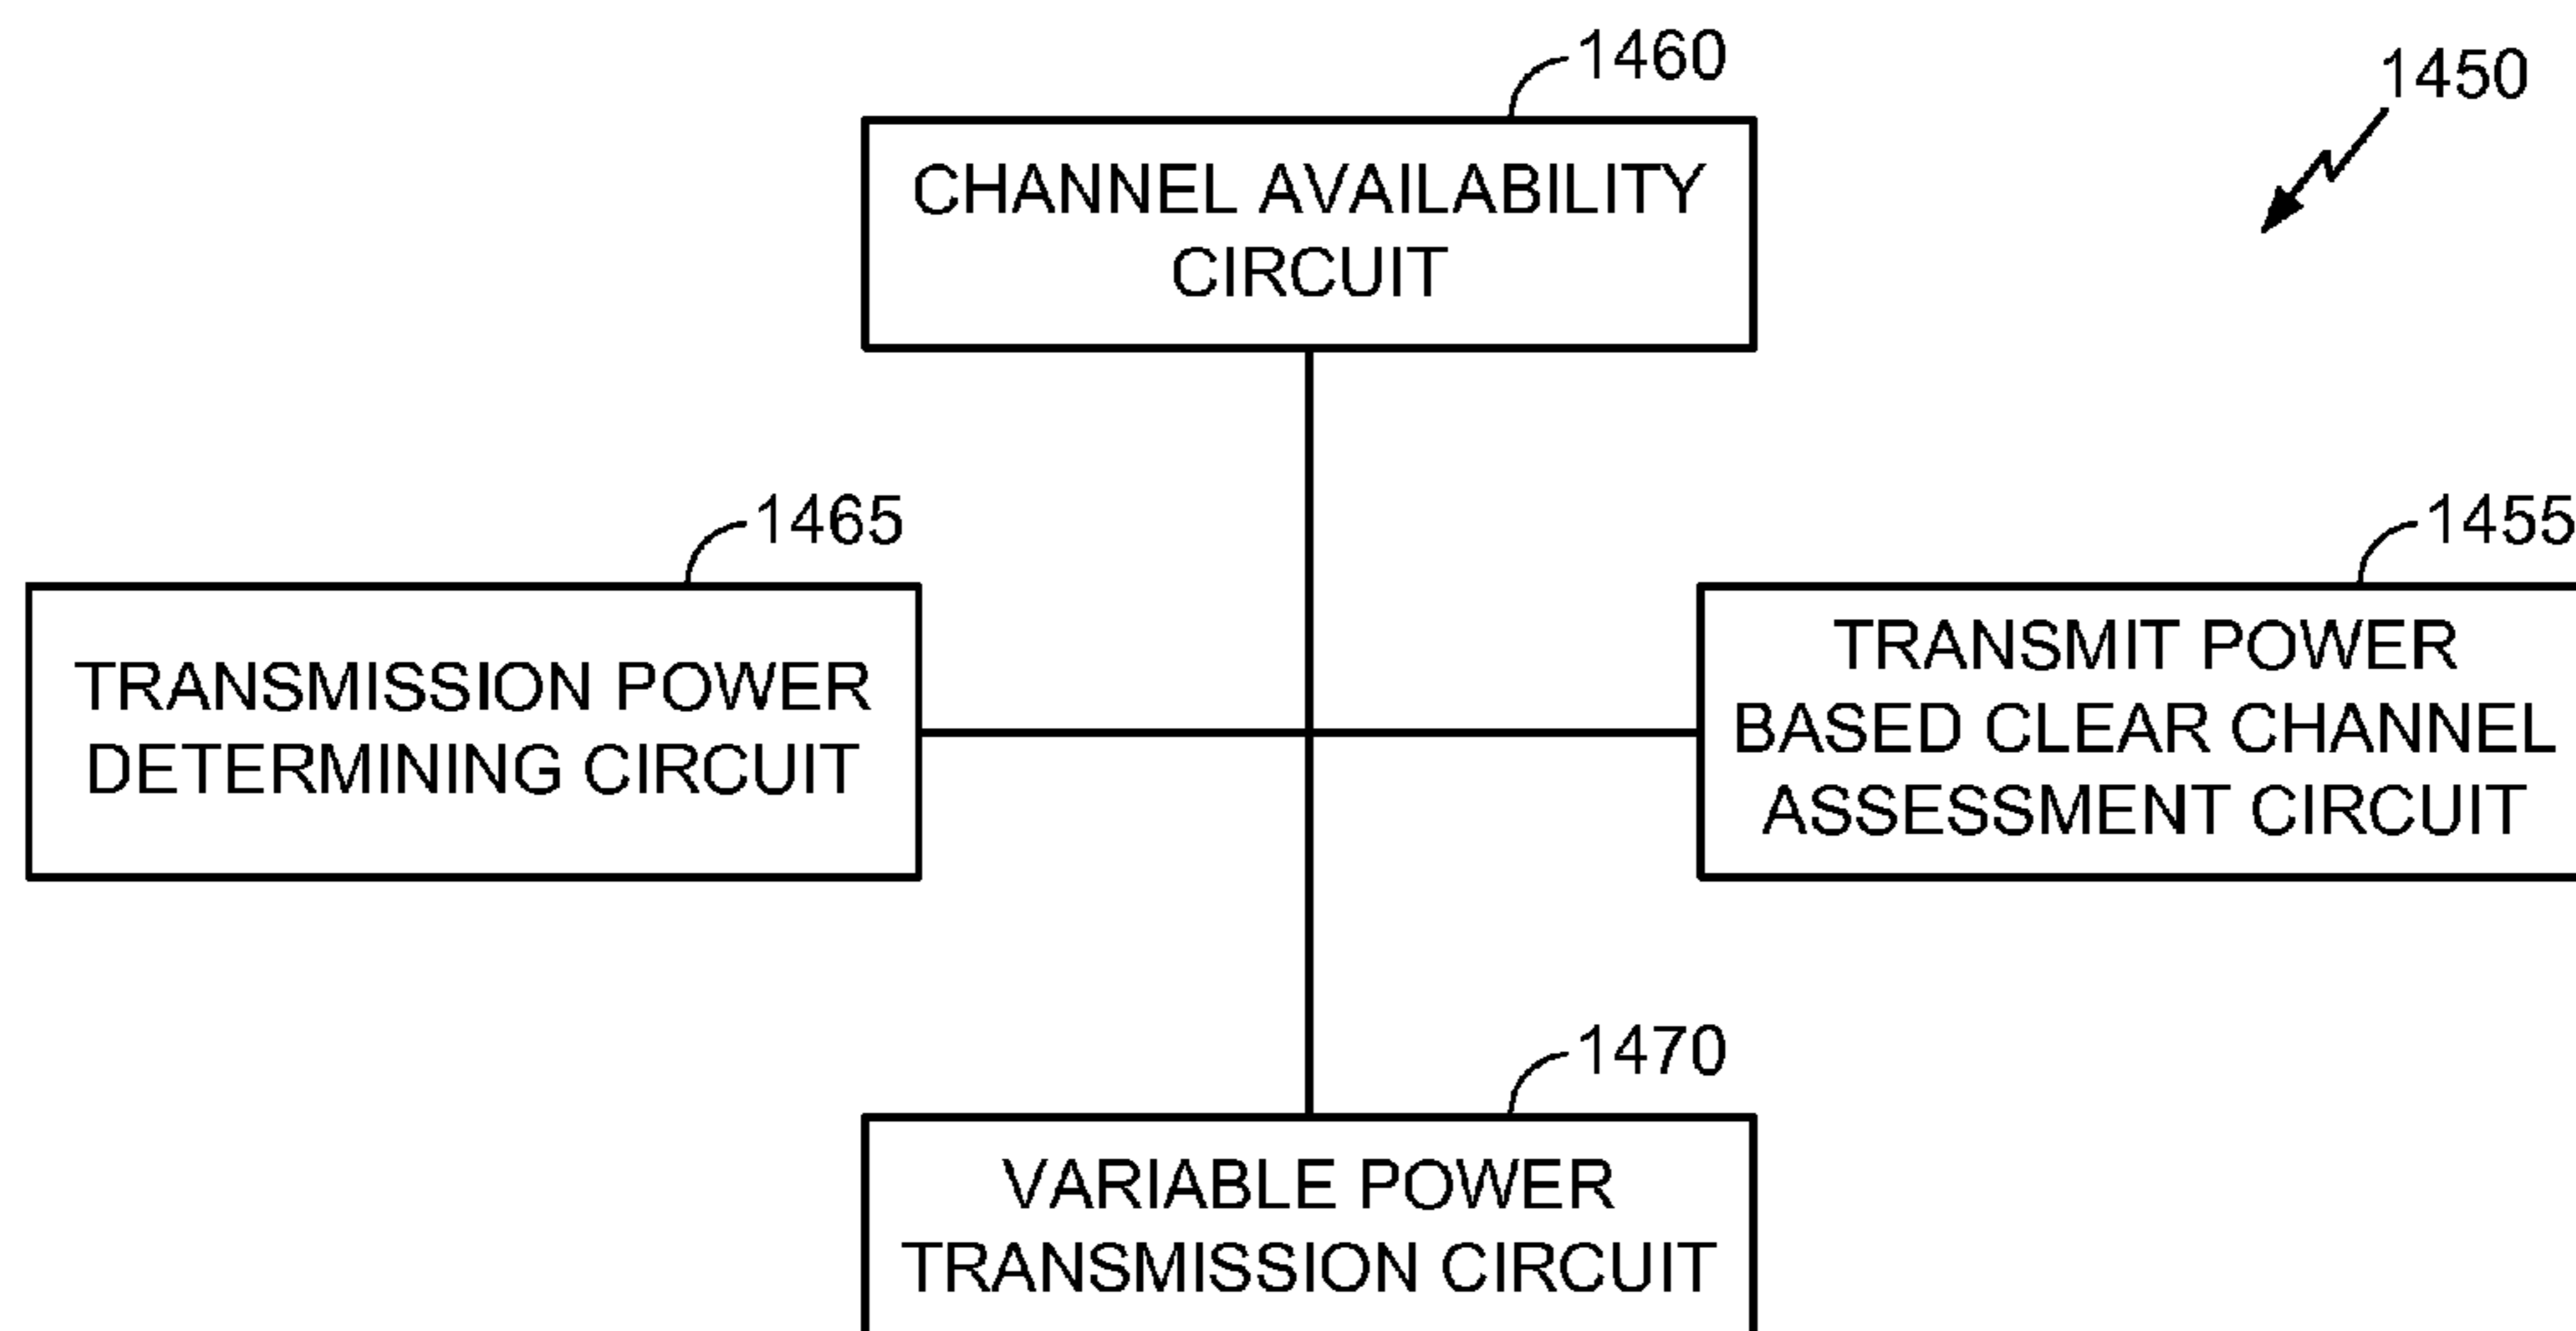 1460
1450
CHANNEL AVAILABILITY
CIRCUIT
1465
1455
TRANSMISSION POWER
DETERMINING CIRCUIT
TRANSMIT POWER
BASED CLEAR CHANNEL
ASSESSMENT CIRCUIT
1470
VARIABLE POWER
TRANSMISSION CIRCUIT